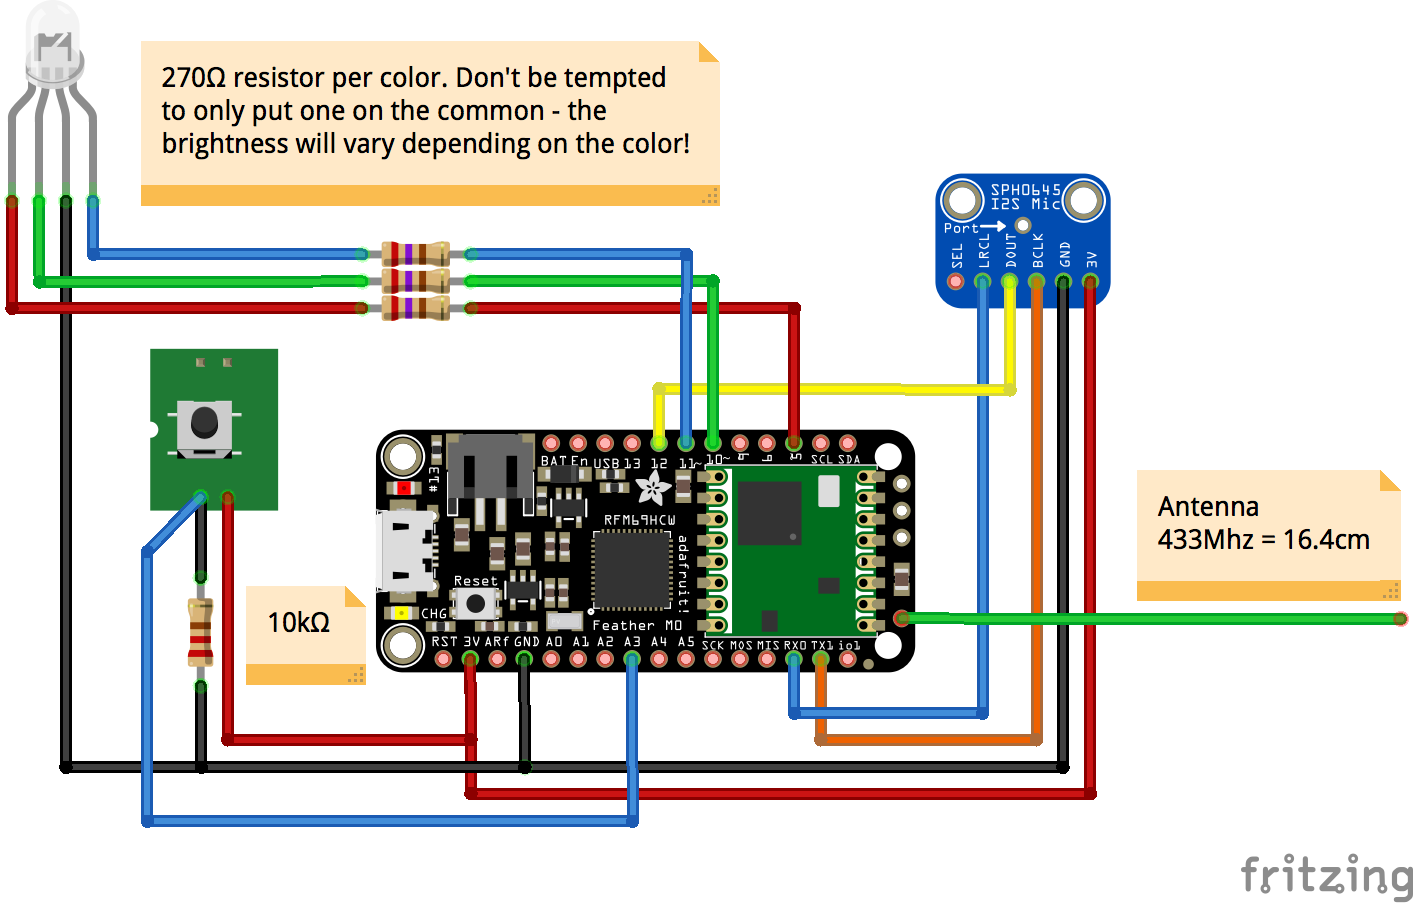 270Ω resistor per color. Don't be tempted
to only put one on the common - the
brightness will vary depending on the color!
SPH0645
I2S Mic
Port
SEL
LRCL
DOUT
BCLK
GND
3V
BAT
En
USB
13
12
11~
10~
9
6
5
SCL
SDA
#13
RFM69HCW
adafruit!
Reset
CHG
Feather M0
RST
3V
ARf
GND
A0
A1
A2
A3
A4
A5
SCK
MOS
MIS
RX0
TX1
io1
Antenna
433Mhz = 16.4cm
10kΩ
fritzing